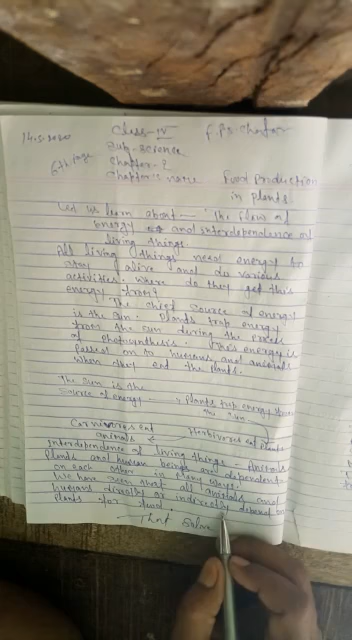 14.5.2020 Class-IV
Sub-Science
6th page Chapter-2
Chapter's name Food Production
in plants
Let us learn about — The flow of
energy and interdependence of
living things.
All living things need energy to
stay alive and do various
activities. Where do they get this
energy from?
The chief source of energy
is the sun. Plants trap energy
from the sun during the process
of photosynthesis. This energy is
passed on to humans and animals
when they eat the plants.
The sun is the
source of energy → Plants trap energy from
the sun
Carnivores eat
animals ← Herbivores eat plants
Interdependence of living things - Animals
Plants and human beings are dependent
on each other in many ways.
We have seen that all animals and
humans directly or indirectly depend on
plants for food.